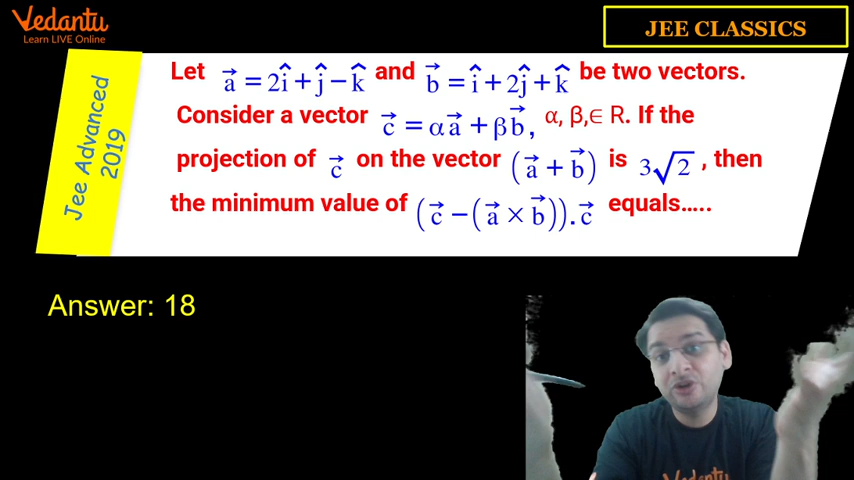 Vedantu
Learn LIVE Online
JEE CLASSICS
Jee Advanced
2019
Let a⃗ = 2î + ĵ − k̂ and b⃗ = î + 2ĵ + k̂ be two vectors.
Consider a vector c⃗ = αa⃗ + βb⃗, α, β,∈ R. If the
projection of c⃗ on the vector (a⃗ + b⃗) is 3√2 , then
the minimum value of (c⃗ − (a⃗ × b⃗)).c⃗ equals.....
Answer: 18
Vedantu